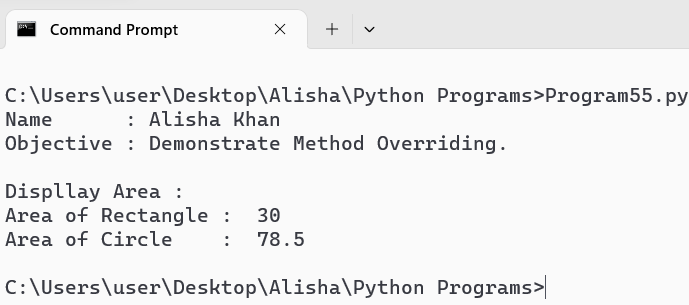 Command Prompt
C:\Users\user\Desktop\Alisha\Python Programs>Program55.py
Name      : Alisha Khan
Objective : Demonstrate Method Overriding.
Displlay Area :
Area of Rectangle :  30
Area of Circle    :  78.5
C:\Users\user\Desktop\Alisha\Python Programs>